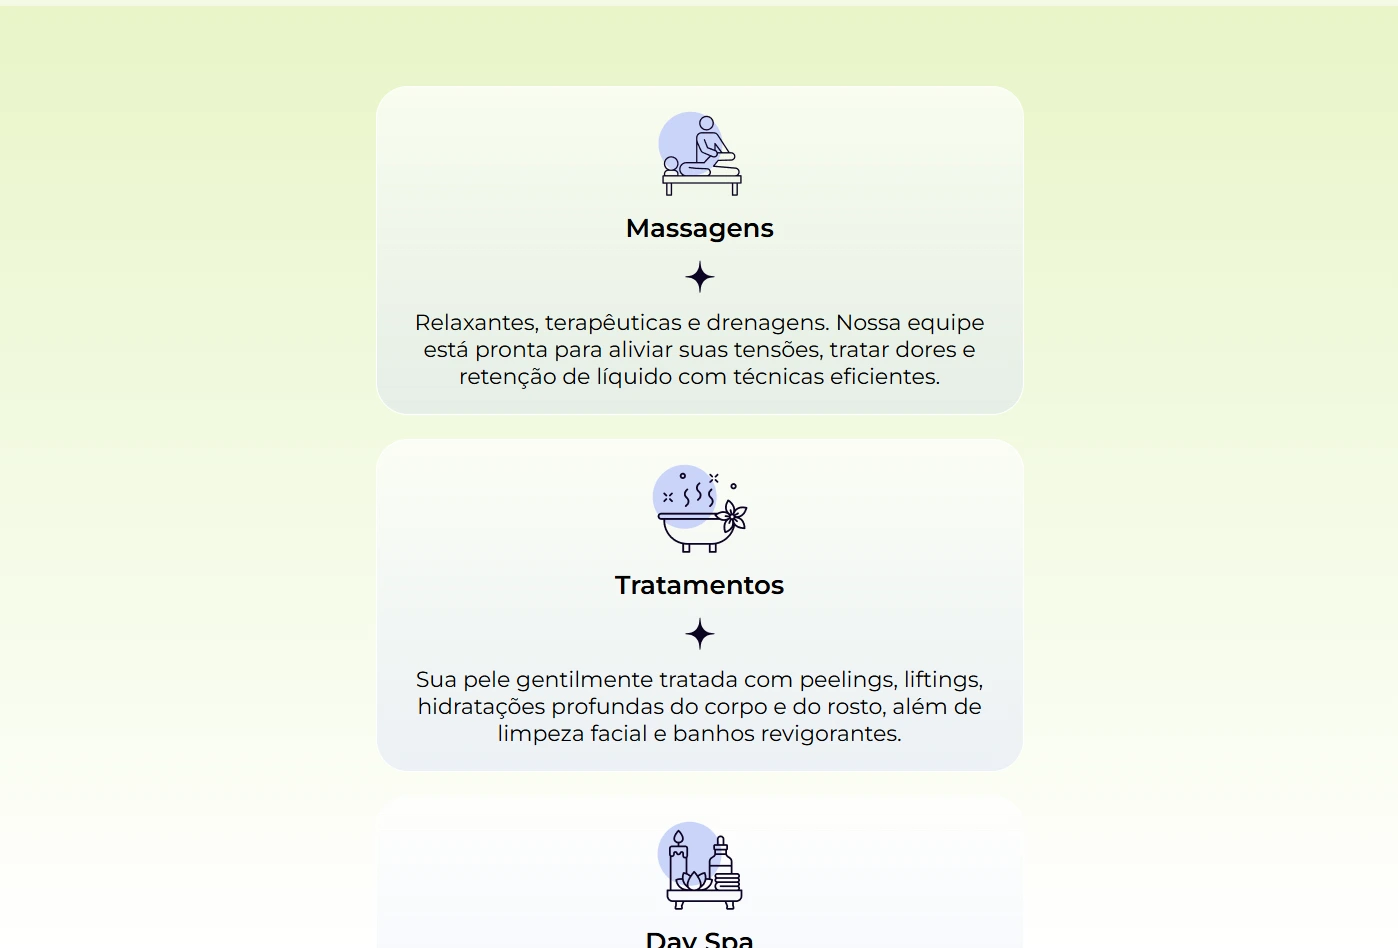 Massagens
Relaxantes, terapêuticas e drenagens. Nossa equipe
está pronta para aliviar suas tensões, tratar dores e
retenção de líquido com técnicas eficientes.
Tratamentos
Sua pele gentilmente tratada com peelings, liftings,
hidratações profundas do corpo e do rosto, além de
limpeza facial e banhos revigorantes.
Day Spa